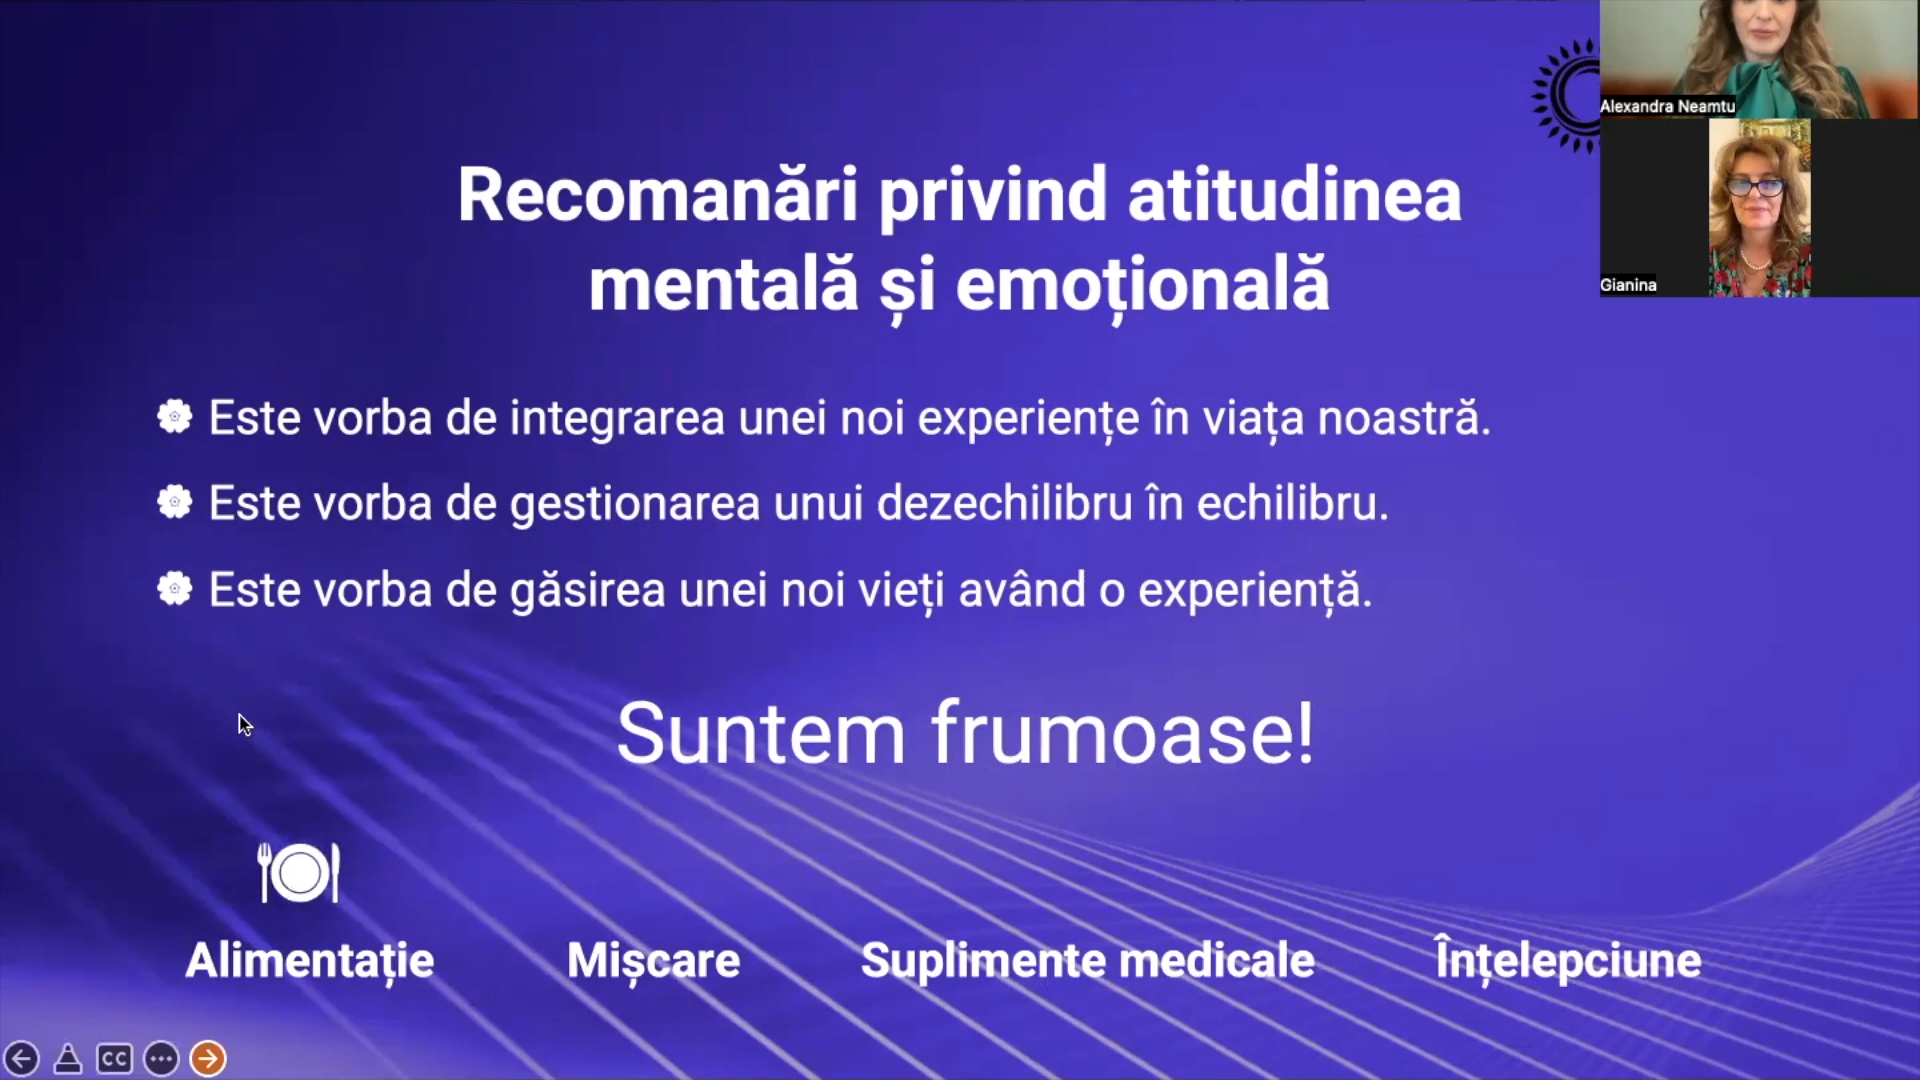 Alexandra Neamtu
Recomanări privind atitudinea
mentală și emoțională
Gianina
Este vorba de integrarea unei noi experiențe în viața noastră.
Este vorba de gestionarea unui dezechilibru în echilibru.
Este vorba de găsirea unei noi vieți având o experiență.
Suntem frumoase!
Alimentație Mișcare Suplimente medicale Înțelepciune
CC